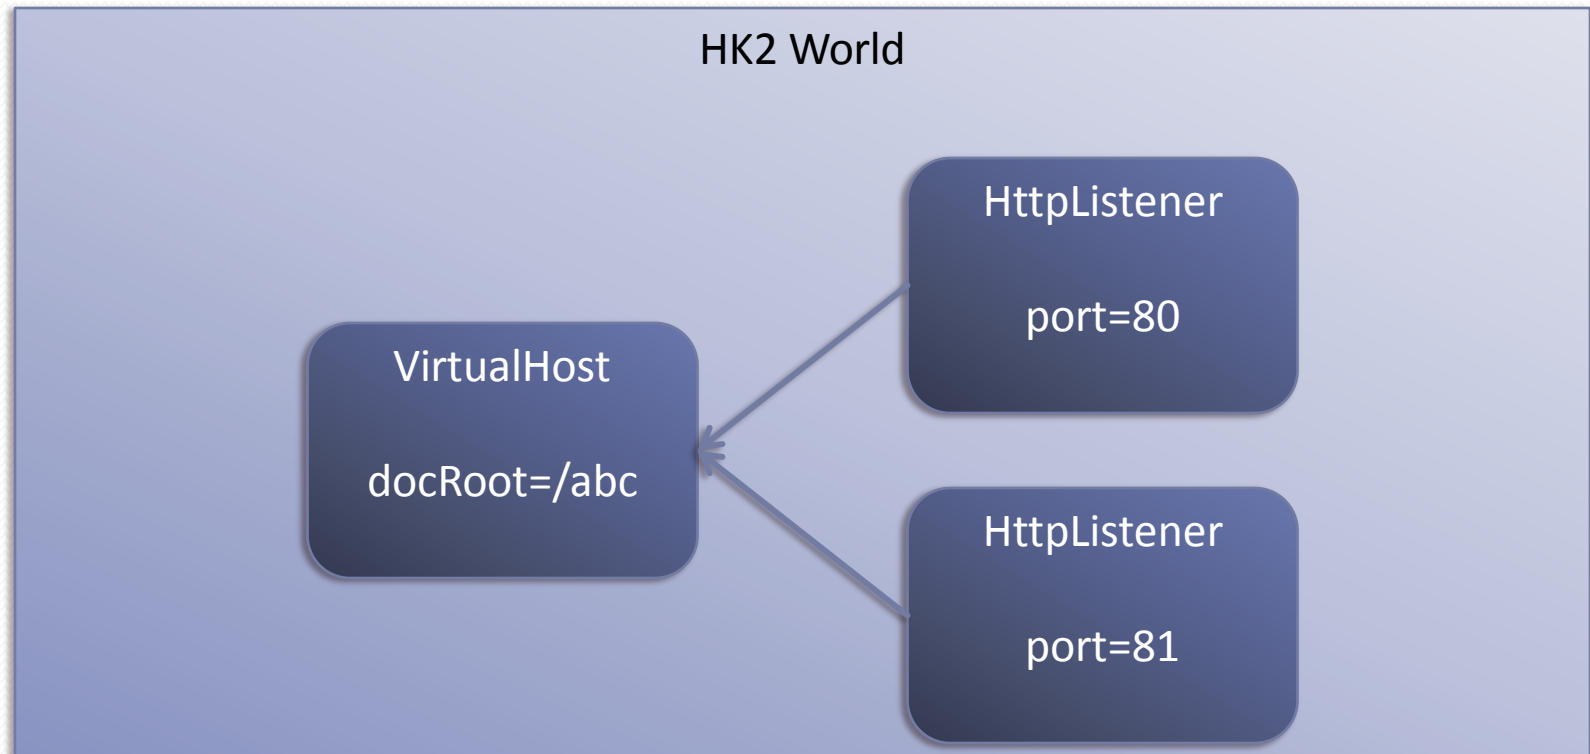 HK2 World
VirtualHost
docRoot=/abc
HttpListener
port=80
HttpListener
port=81